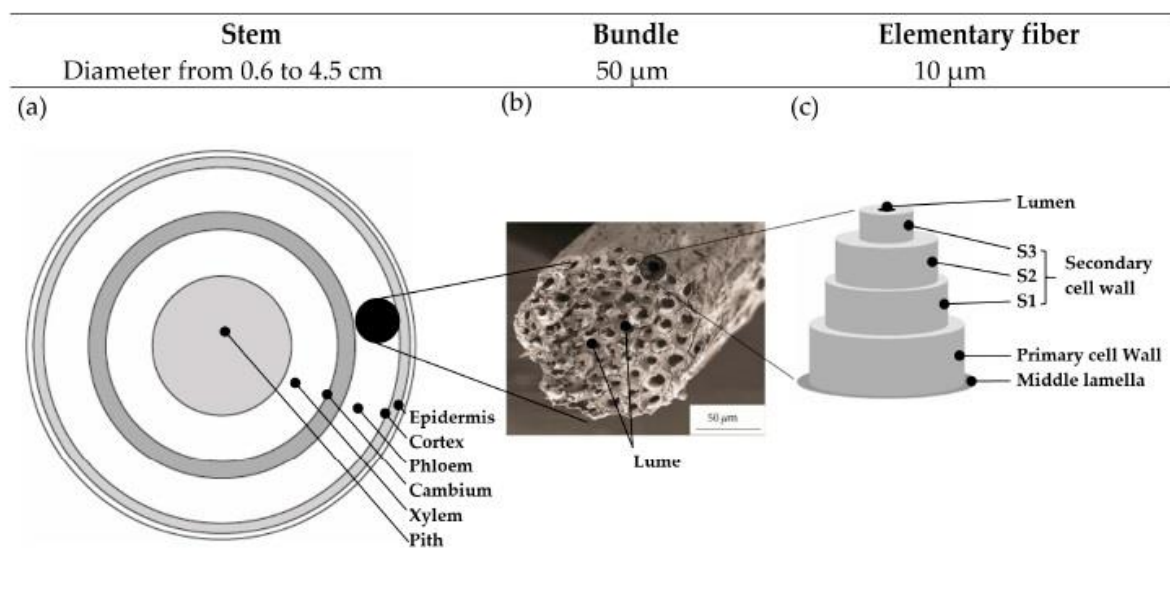 Stem Bundle Elementary fiber
Diameter from 0.6 to 4.5 cm 50 μm 10 μm
(a)
(b)
(c)
Epidermis
Cortex
Phloem
Cambium
Xylem
Pith
50 μm
Lume
Lumen
S3
S2
S1
Secondary
cell wall
Primary cell Wall
Middle lamella